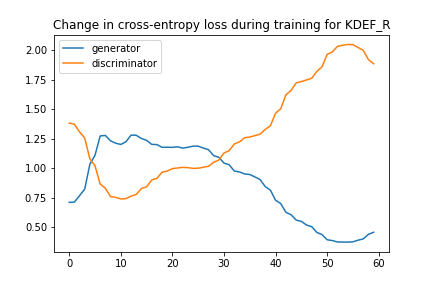 Change in cross-entropy loss during training for KDEF_R
generator
discriminator
2.00
1.75
1.50
1.25
1.00
0.75
0.50
0 10 20 30 40 50 60